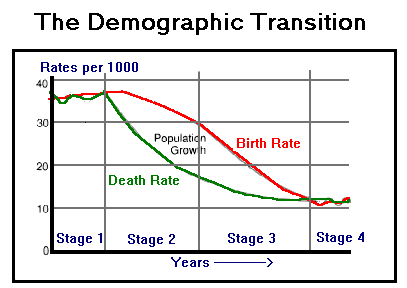 The Demographic Transition
Rates per 1000
40
30
20
10
0
Population
Growth
Birth Rate
Death Rate
Stage 1
Stage 2
Stage 3
Stage 4
Years